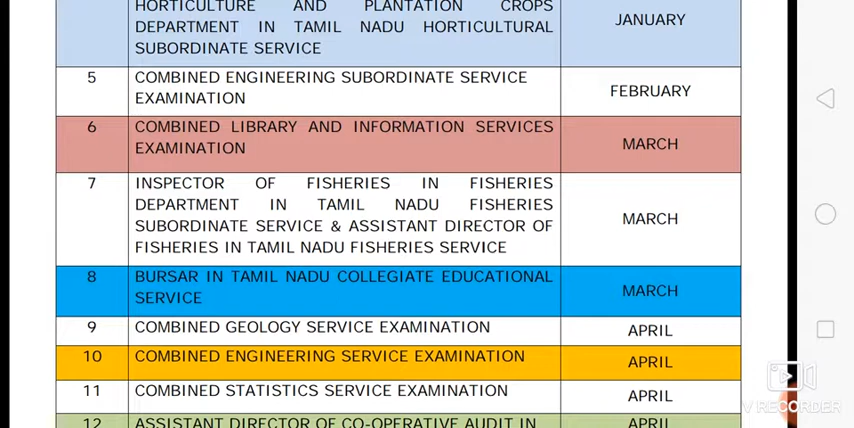 HORTICULTURE AND PLANTATION CROPS
DEPARTMENT IN TAMIL NADU HORTICULTURAL
SUBORDINATE SERVICE
JANUARY
5
COMBINED ENGINEERING SUBORDINATE SERVICE
EXAMINATION
FEBRUARY
6
COMBINED LIBRARY AND INFORMATION SERVICES
EXAMINATION
MARCH
7
INSPECTOR OF FISHERIES IN FISHERIES
DEPARTMENT IN TAMIL NADU FISHERIES
SUBORDINATE SERVICE & ASSISTANT DIRECTOR OF
FISHERIES IN TAMIL NADU FISHERIES SERVICE
MARCH
8
BURSAR IN TAMIL NADU COLLEGIATE EDUCATIONAL
SERVICE
MARCH
9
COMBINED GEOLOGY SERVICE EXAMINATION
APRIL
10
COMBINED ENGINEERING SERVICE EXAMINATION
APRIL
11
COMBINED STATISTICS SERVICE EXAMINATION
APRIL
12
ASSISTANT DIRECTOR OF CO-OPERATIVE AUDIT IN
APRIL
V RECORDER